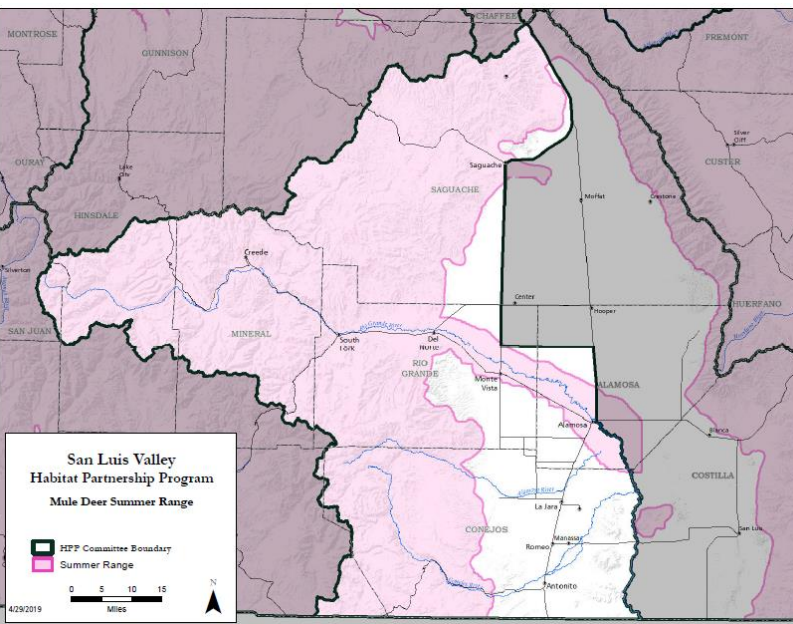 CHAFFEE
MONTROSE
GUNNISON
FREMONT
Silver
Cliff
OURAY
Lake
City
Saguache
CUSTER
SAGUACHE
Moffat
Crestone
HINSDALE
Creede
Silverton
Center
Hooper
HUERFANO
SAN JUAN
MINERAL
Rio Grande River
South
Fork
Del
Norte
RIO
GRANDE
Monte
Vista
ALAMOSA
Alamosa
Blanca
San Luis Valley
Habitat Partnership Program
Mule Deer Summer Range
COSTILLA
La Jara
CONEJOS
San Luis
HPP Committee Boundary
Summer Range
Romeo
Manassa
N
0 5 10 15
Miles
Antonito
4/29/2019